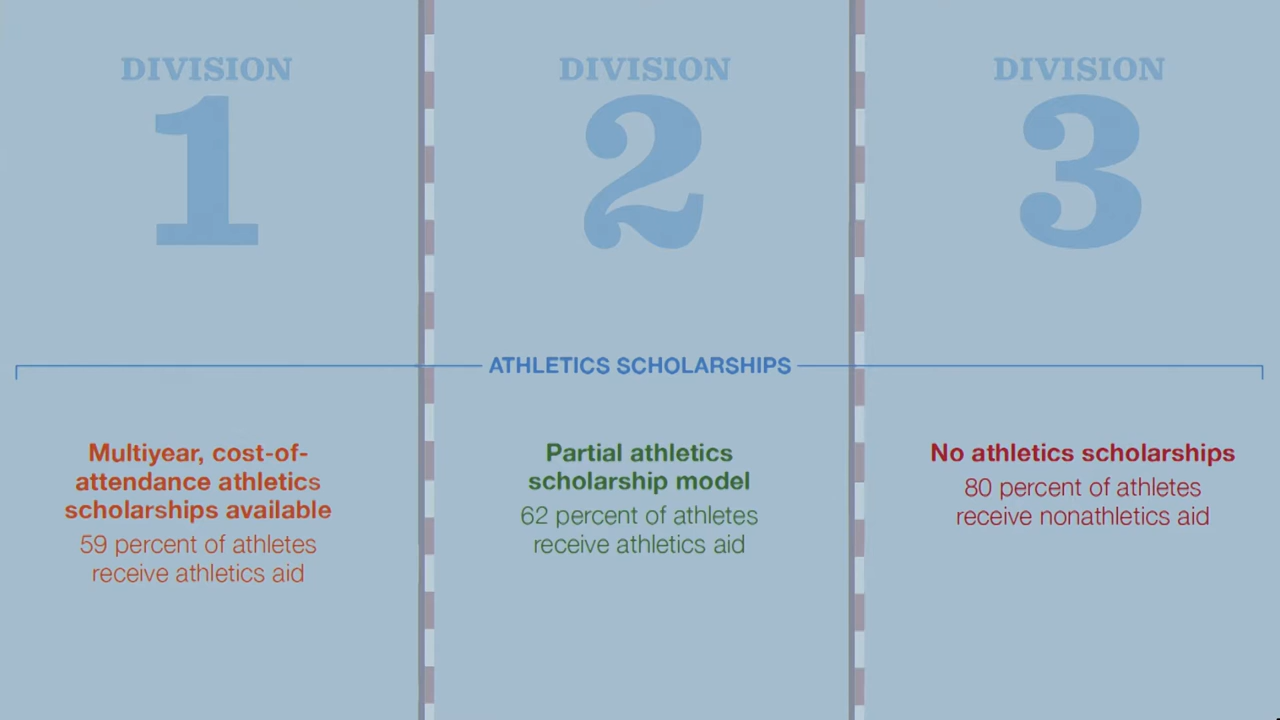 DIVISION
1
DIVISION
2
DIVISION
3
ATHLETICS SCHOLARSHIPS
Multiyear, cost-of-
attendance athletics
scholarships available
59 percent of athletes
receive athletics aid
Partial athletics
scholarship model
62 percent of athletes
receive athletics aid
No athletics scholarships
80 percent of athletes
receive nonathletics aid